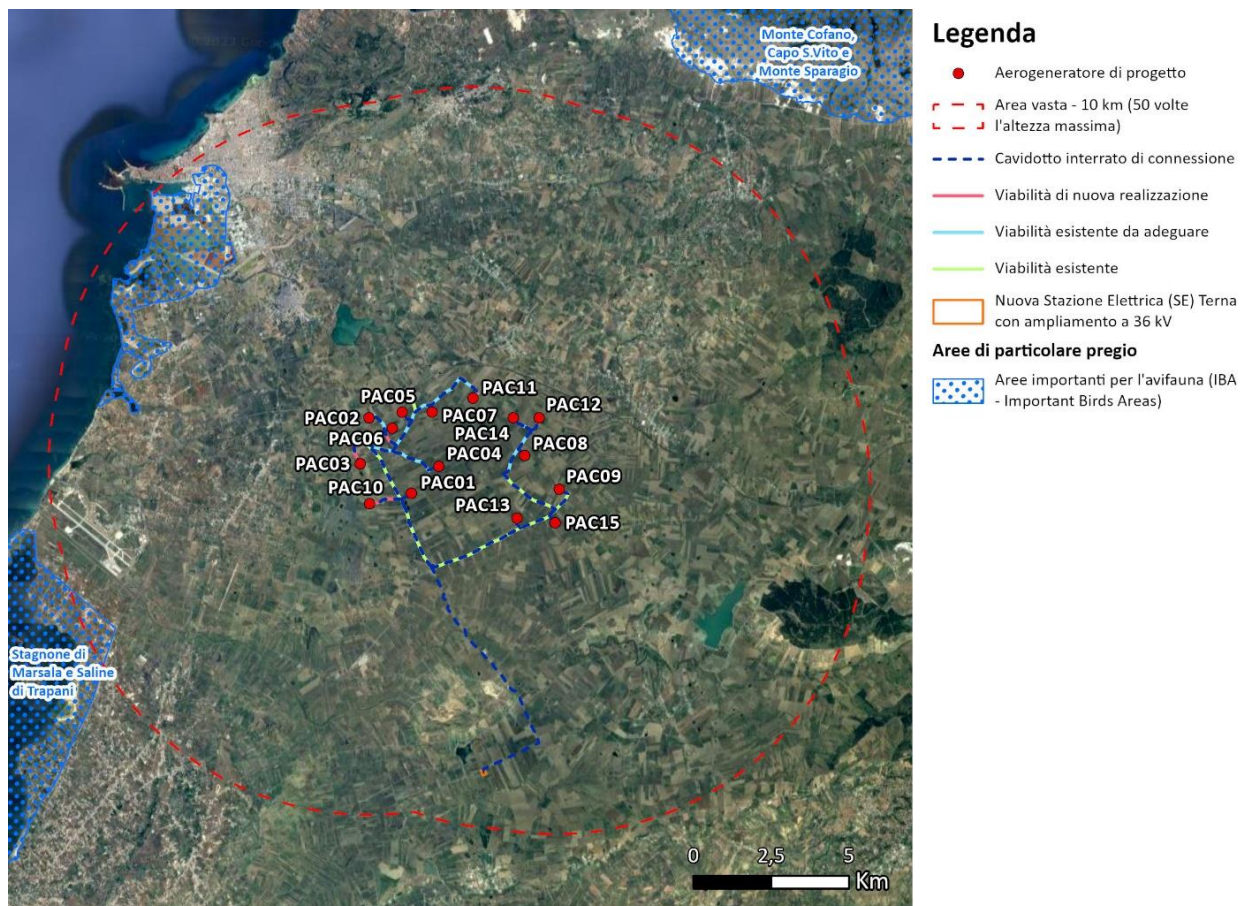 Monte Cofano,
Capo S.Vito e
Monte Sparagio
PAC05
PAC11
PAC02
PAC07
PAC12
PAC06
PAC14
PAC08
PAC03
PAC04
PAC01
PAC09
PAC10
PAC13
PAC15
Stagnone di
Marsala e Saline
di Trapani
0 2,5 5
Km
Legenda
Aerogeneratore di progetto
Area vasta - 10 km (50 volte
l'altezza massima)
Cavidotto interrato di connessione
Viabilità di nuova realizzazione
Viabilità esistente da adeguare
Viabilità esistente
Nuova Stazione Elettrica (SE) Terna
con ampliamento a 36 kV
Aree di particolare pregio
Aree importanti per l'avifauna (IBA
- Important Birds Areas)